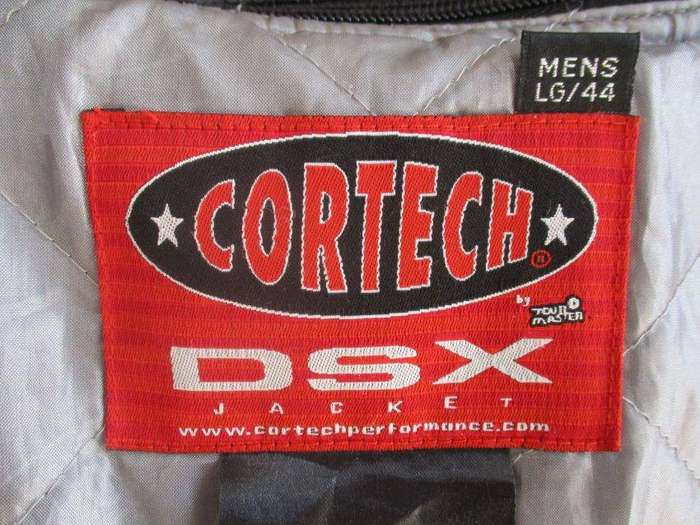 MENS
LG/44
CORTECH®
by TOUR MASTER
DSX
JACKET
www.cortechperformance.com